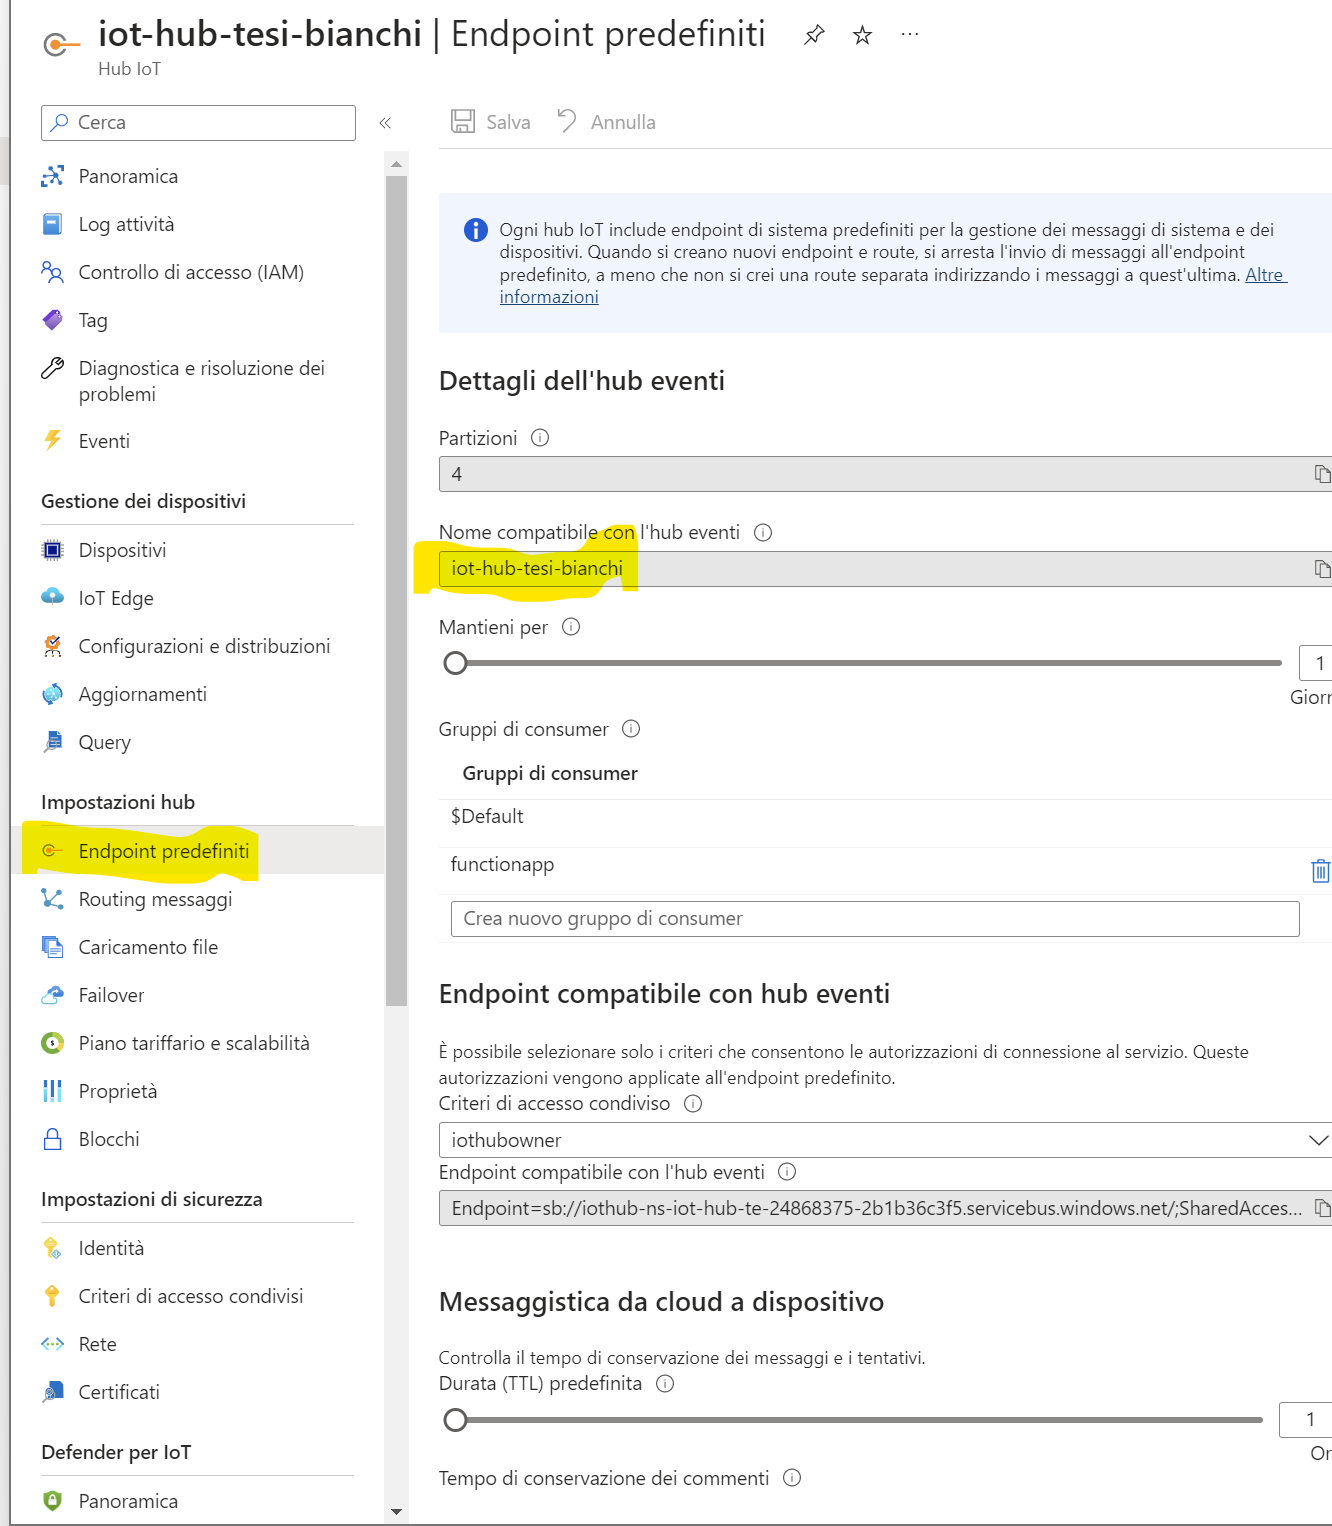 iot-hub-tesi-bianchi | Endpoint predefiniti
Hub IoT
Cerca
Panoramica
Log attività
Controllo di accesso (IAM)
Tag
Diagnostica e risoluzione dei
problemi
Eventi
Gestione dei dispositivi
Dispositivi
IoT Edge
Configurazioni e distribuzioni
Aggiornamenti
Query
Impostazioni hub
Endpoint predefiniti
Routing messaggi
Caricamento file
Failover
Piano tariffario e scalabilità
Proprietà
Blocchi
Impostazioni di sicurezza
Identità
Criteri di accesso condivisi
Rete
Certificati
Defender per IoT
Panoramica
Salva Annulla
Ogni hub IoT include endpoint di sistema predefiniti per la gestione dei messaggi di sistema e dei
dispositivi. Quando si creano nuovi endpoint e route, si arresta l'invio di messaggi all'endpoint
predefinito, a meno che non si crei una route separata indirizzando i messaggi a quest'ultima. Altre
informazioni
Dettagli dell'hub eventi
Partizioni
4
Nome compatibile con l'hub eventi
iot-hub-tesi-bianchi
Mantieni per
1
Giorr
Gruppi di consumer
Gruppi di consumer
$Default
functionapp
Crea nuovo gruppo di consumer
Endpoint compatibile con hub eventi
È possibile selezionare solo i criteri che consentono le autorizzazioni di connessione al servizio. Queste
autorizzazioni vengono applicate all'endpoint predefinito.
Criteri di accesso condiviso
iothubowner
Endpoint compatibile con l'hub eventi
Endpoint=sb://iothub-ns-iot-hub-te-24868375-2b1b36c3f5.servicebus.windows.net/;SharedAcces...
Messaggistica da cloud a dispositivo
Controlla il tempo di conservazione dei messaggi e i tentativi.
Durata (TTL) predefinita
1
Or
Tempo di conservazione dei commenti